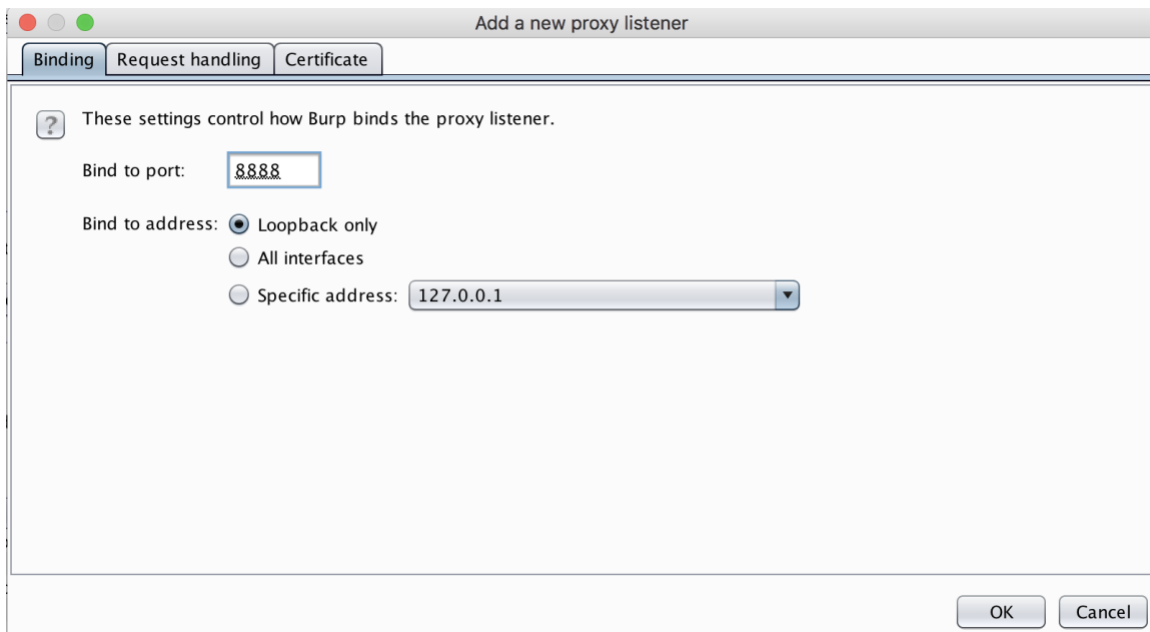 Add a new proxy listener
Binding Request handling Certificate
? These settings control how Burp binds the proxy listener.
Bind to port: 8888
Bind to address: Loopback only
All interfaces
Specific address: 127.0.0.1
OK Cancel